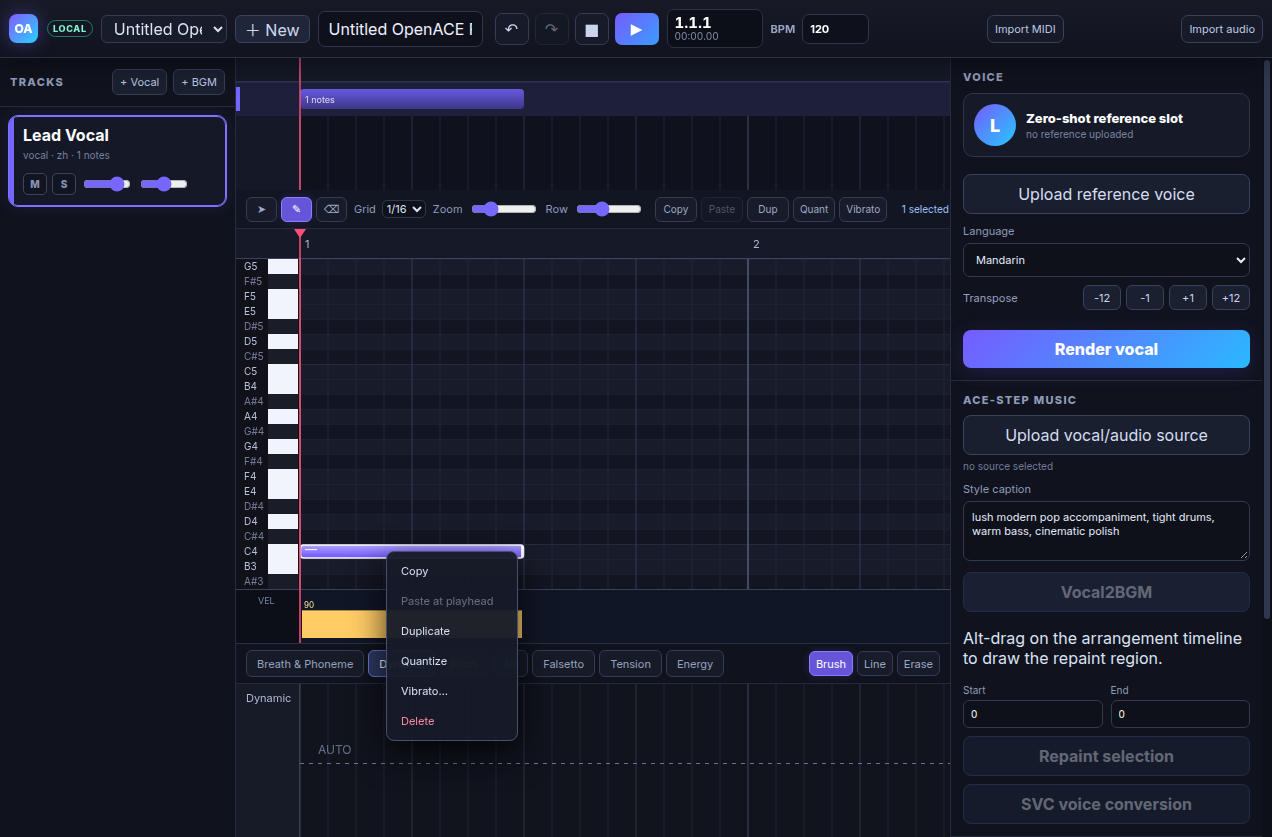 OA
LOCAL
Untitled Ope
+ New
Untitled OpenACE
1.1.1
00:00.00
BPM
120
Import MIDI
Import audio
TRACKS
+ Vocal
+ BGM
Lead Vocal
vocal · zh · 1 notes
M
S
1 notes
Grid
1/16
Zoom
Row
Copy
Paste
Dup
Quant
Vibrato
1 selected
1
2
G5
F#5
F5
E5
D#5
D5
C#5
C5
B4
A#4
A4
G#4
G4
F#4
F4
E4
D#4
D4
C#4
C4
B3
A#3
VEL
90
Copy
Paste at playhead
Duplicate
Quantize
Vibrato...
Delete
Breath & Phoneme
Falsetto
Tension
Energy
Brush
Line
Erase
Dynamic
AUTO
VOICE
L
Zero-shot reference slot
no reference uploaded
Upload reference voice
Language
Mandarin
Transpose
-12
-1
+1
+12
Render vocal
ACE-STEP MUSIC
Upload vocal/audio source
no source selected
Style caption
lush modern pop accompaniment, tight drums,
warm bass, cinematic polish
Vocal2BGM
Alt-drag on the arrangement timeline
to draw the repaint region.
Start
End
0
0
Repaint selection
SVC voice conversion